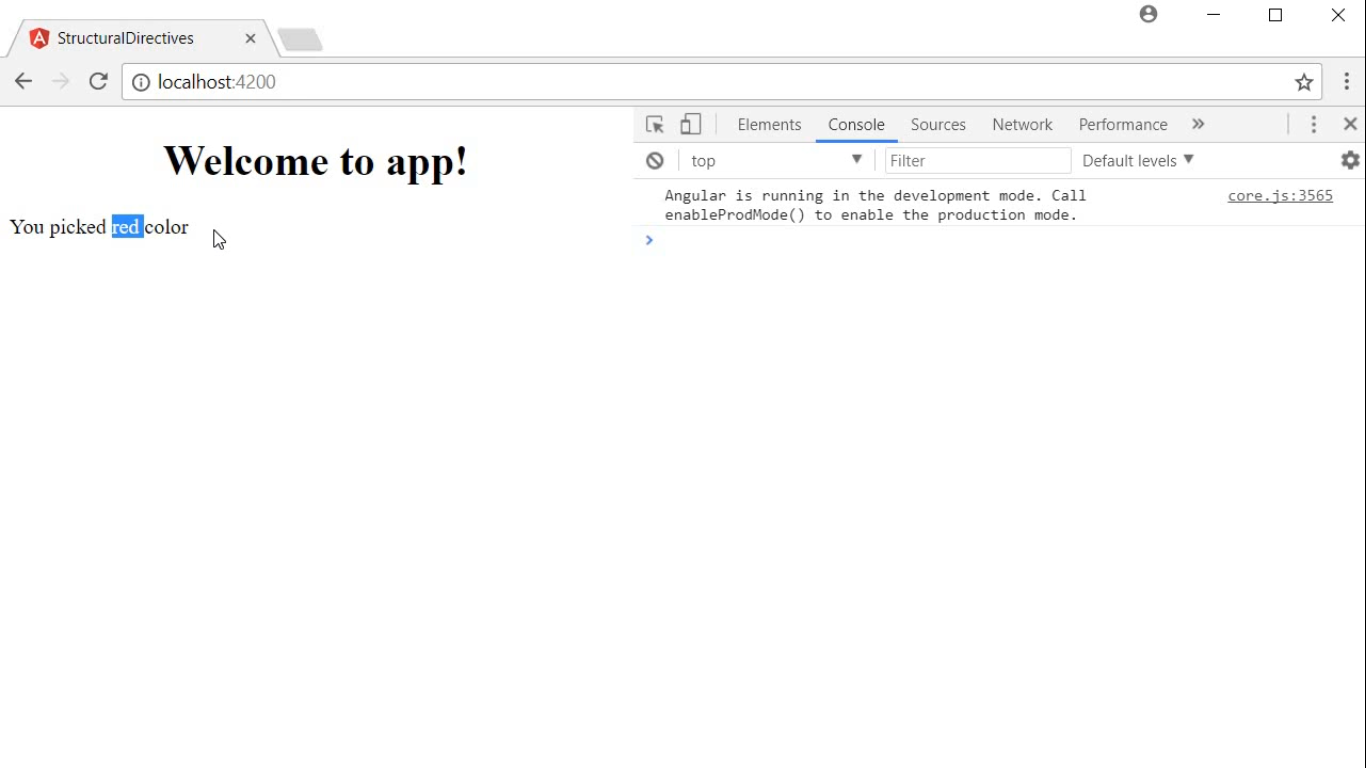 StructuralDirectives
localhost:4200
Elements Console Sources Network Performance
top Filter Default levels
Welcome to app!
You picked red color
Angular is running in the development mode. Call core.js:3565
enableProdMode() to enable the production mode.